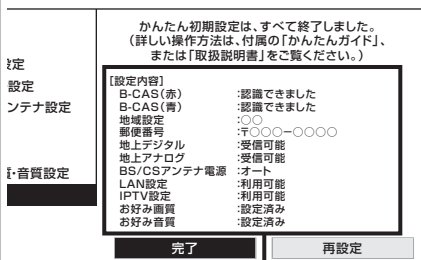 かんたん初期設定は、すべて終了しました。
(詳しい操作方法は、付属の「かんたんガイド」、
または「取扱説明書」をご覧ください。)
定
設定
ンテナ設定
・音質設定
[設定内容]
B-CAS(赤) :認識できました
B-CAS(青) :認識できました
地域設定 :○○
郵便番号 :〒○○○−○○○○
地上デジタル :受信可能
地上アナログ :受信可能
BS/CSアンテナ電源 :オート
LAN設定 :利用可能
IPTV設定 :利用可能
お好み画質 :設定済み
お好み音質 :設定済み
完了
再設定